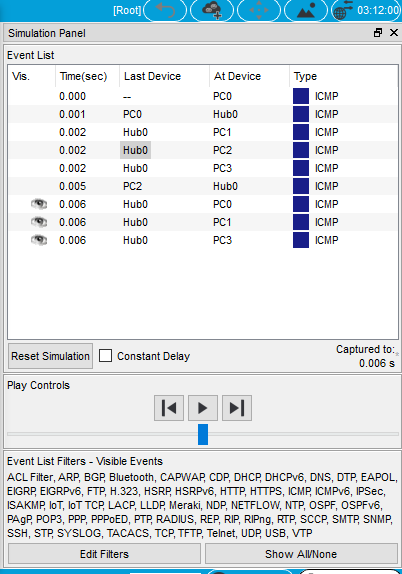 [Root] 03:12:00
Simulation Panel
Event List
Vis. Time(sec) Last Device At Device Type
0.000 -- PC0 ICMP
0.001 PC0 Hub0 ICMP
0.002 Hub0 PC1 ICMP
0.002 Hub0 PC2 ICMP
0.002 Hub0 PC3 ICMP
0.005 PC2 Hub0 ICMP
0.006 Hub0 PC0 ICMP
0.006 Hub0 PC1 ICMP
0.006 Hub0 PC3 ICMP
Reset Simulation Constant Delay Captured to:*
0.006 s
Play Controls
Event List Filters - Visible Events
ACL Filter, ARP, BGP, Bluetooth, CAPWAP, CDP, DHCP, DHCPv6, DNS, DTP, EAPOL,
EIGRP, EIGRPv6, FTP, H.323, HSRP, HSRPv6, HTTP, HTTPS, ICMP, ICMPv6, IPSec,
ISAKMP, IoT, IoT TCP, LACP, LLDP, Meraki, NDP, NETFLOW, NTP, OSPF, OSPFv6,
PAgP, POP3, PPP, PPPoED, PTP, RADIUS, REP, RIP, RIPng, RTP, SCCP, SMTP, SNMP,
SSH, STP, SYSLOG, TACACS, TCP, TFTP, Telnet, UDP, USB, VTP
Edit Filters Show All/None